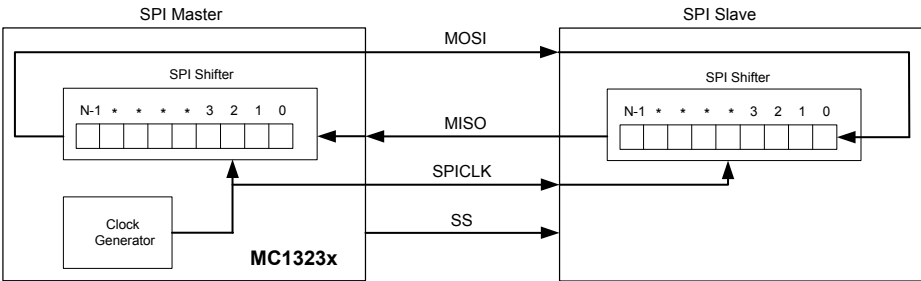 SPI Master
SPI Slave
MOSI
SPI Shifter
SPI Shifter
N-1 * * * * 3 2 1 0
N-1 * * * * 3 2 1 0
MISO
SPICLK
Clock
Generator
SS
MC1323x